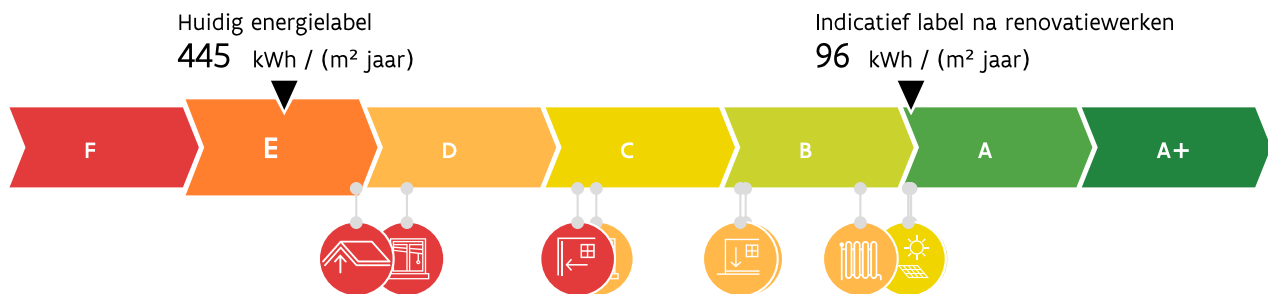 Huidig energielabel
445 kWh / (m² jaar)
Indicatief label na renovatiewerken
96 kWh / (m² jaar)
F E D C B A A+